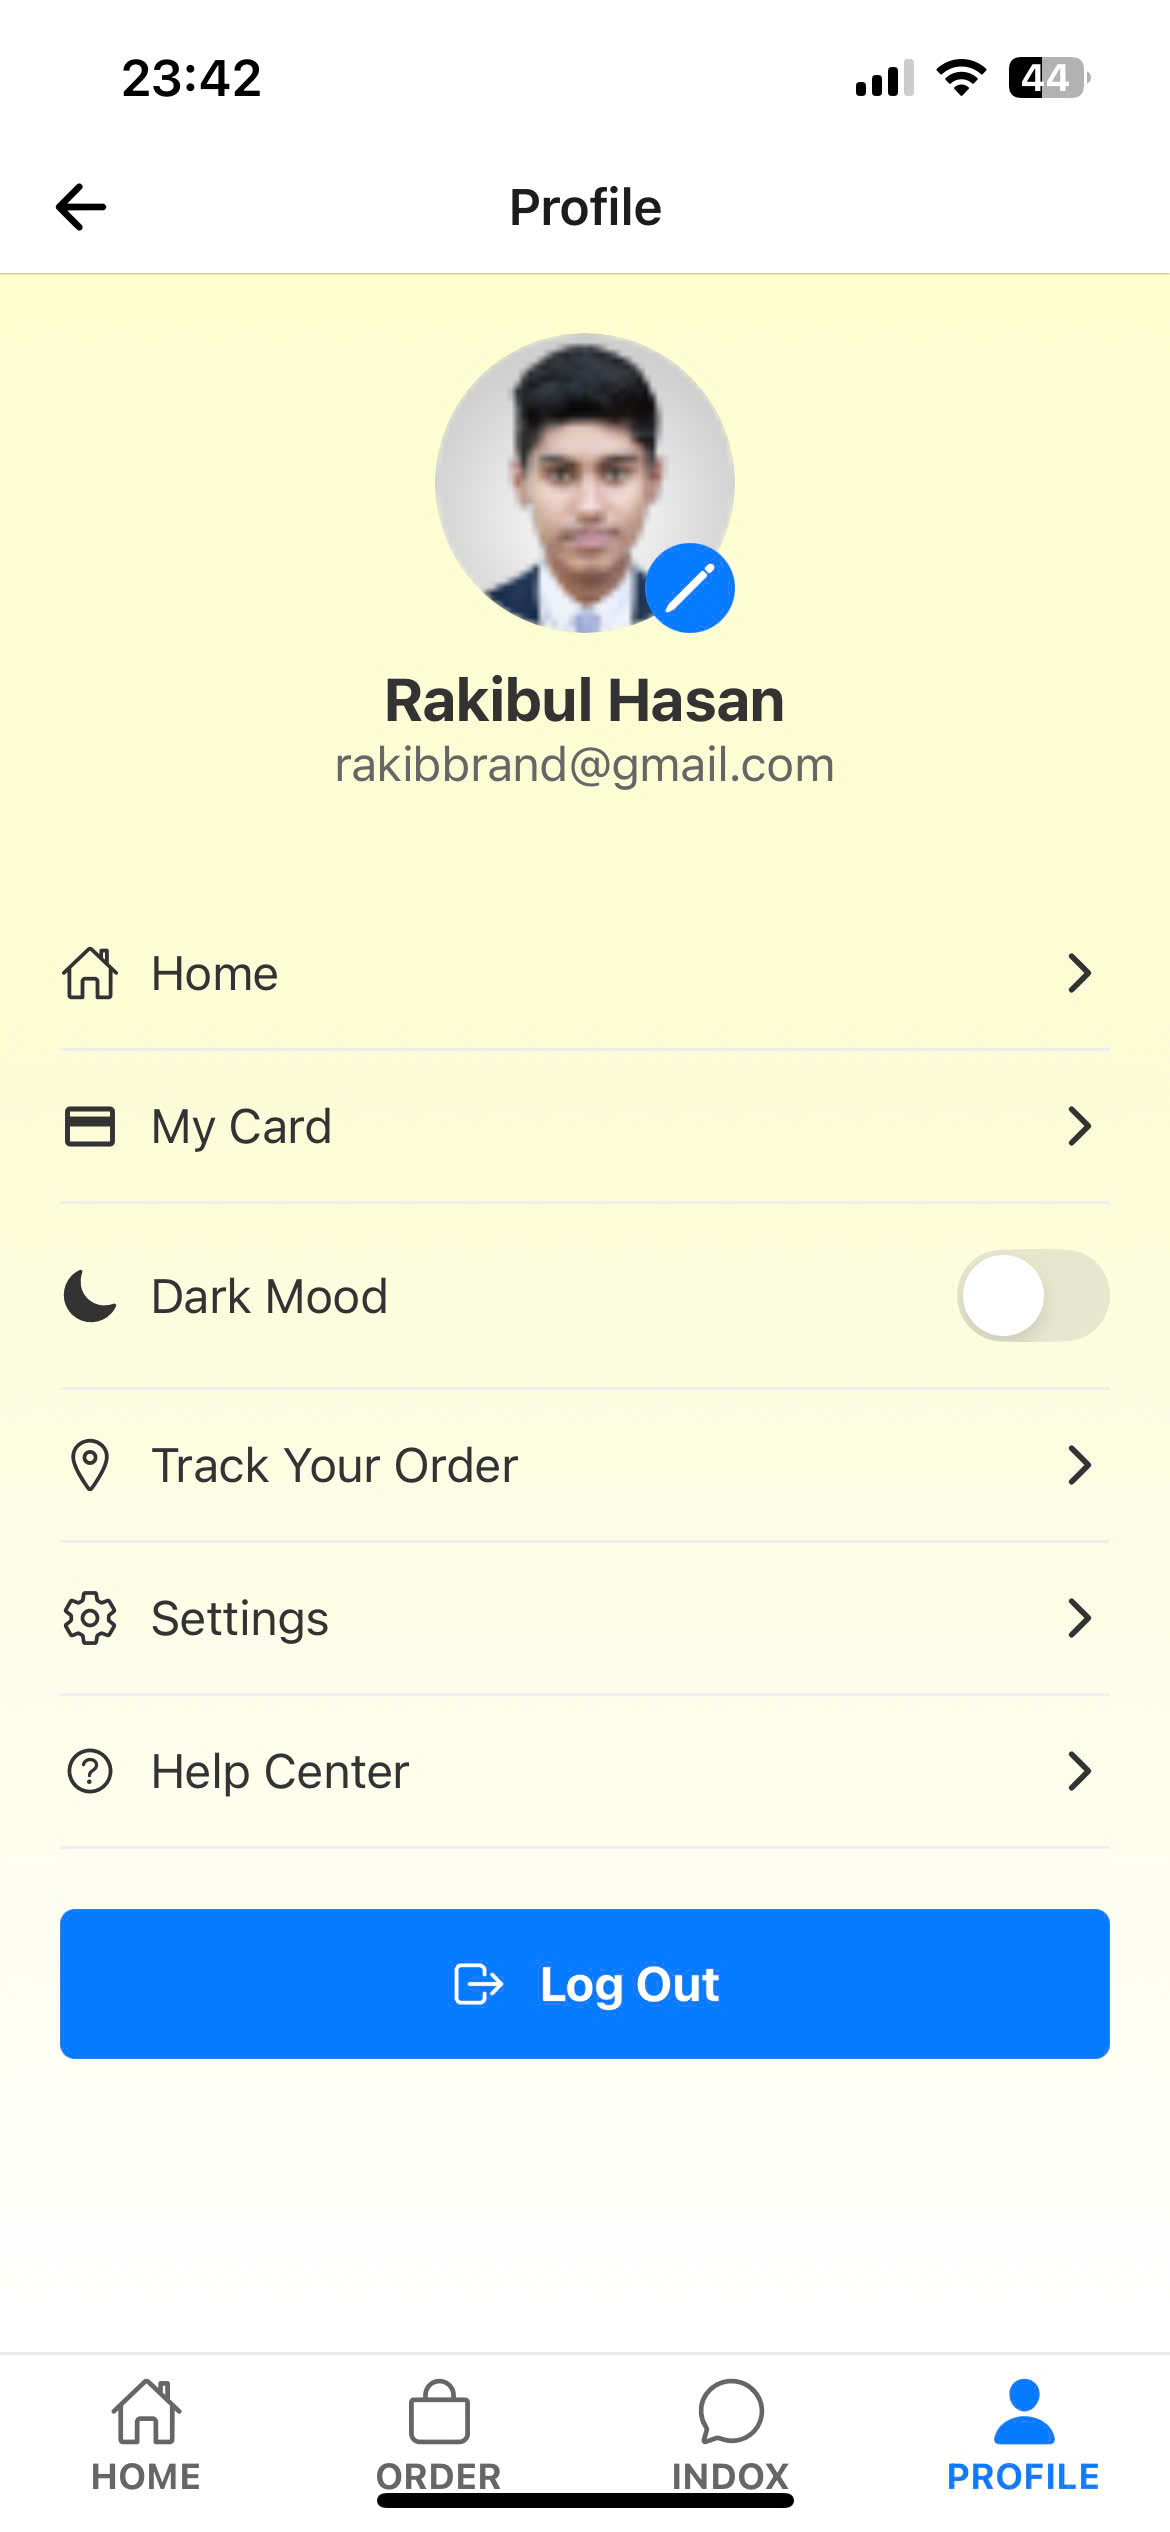 23:42
44
Profile
Rakibul Hasan
rakibbrand@gmail.com
Home
My Card
Dark Mood
Track Your Order
Settings
Help Center
Log Out
HOME ORDER INDOX PROFILE